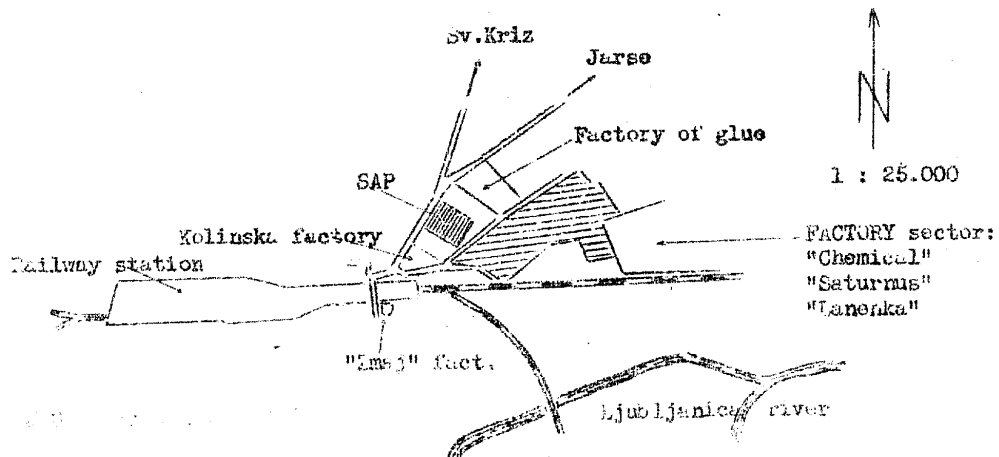 Sv.Kriz
Jarse
N
Factory of glue
1 : 25.000
SAP
Kolinska factory
Railway station
FACTORY sector:
"Chemical"
"Saturnus"
"Lanenka"
"Zmaj" fact.
Ljubljanica river